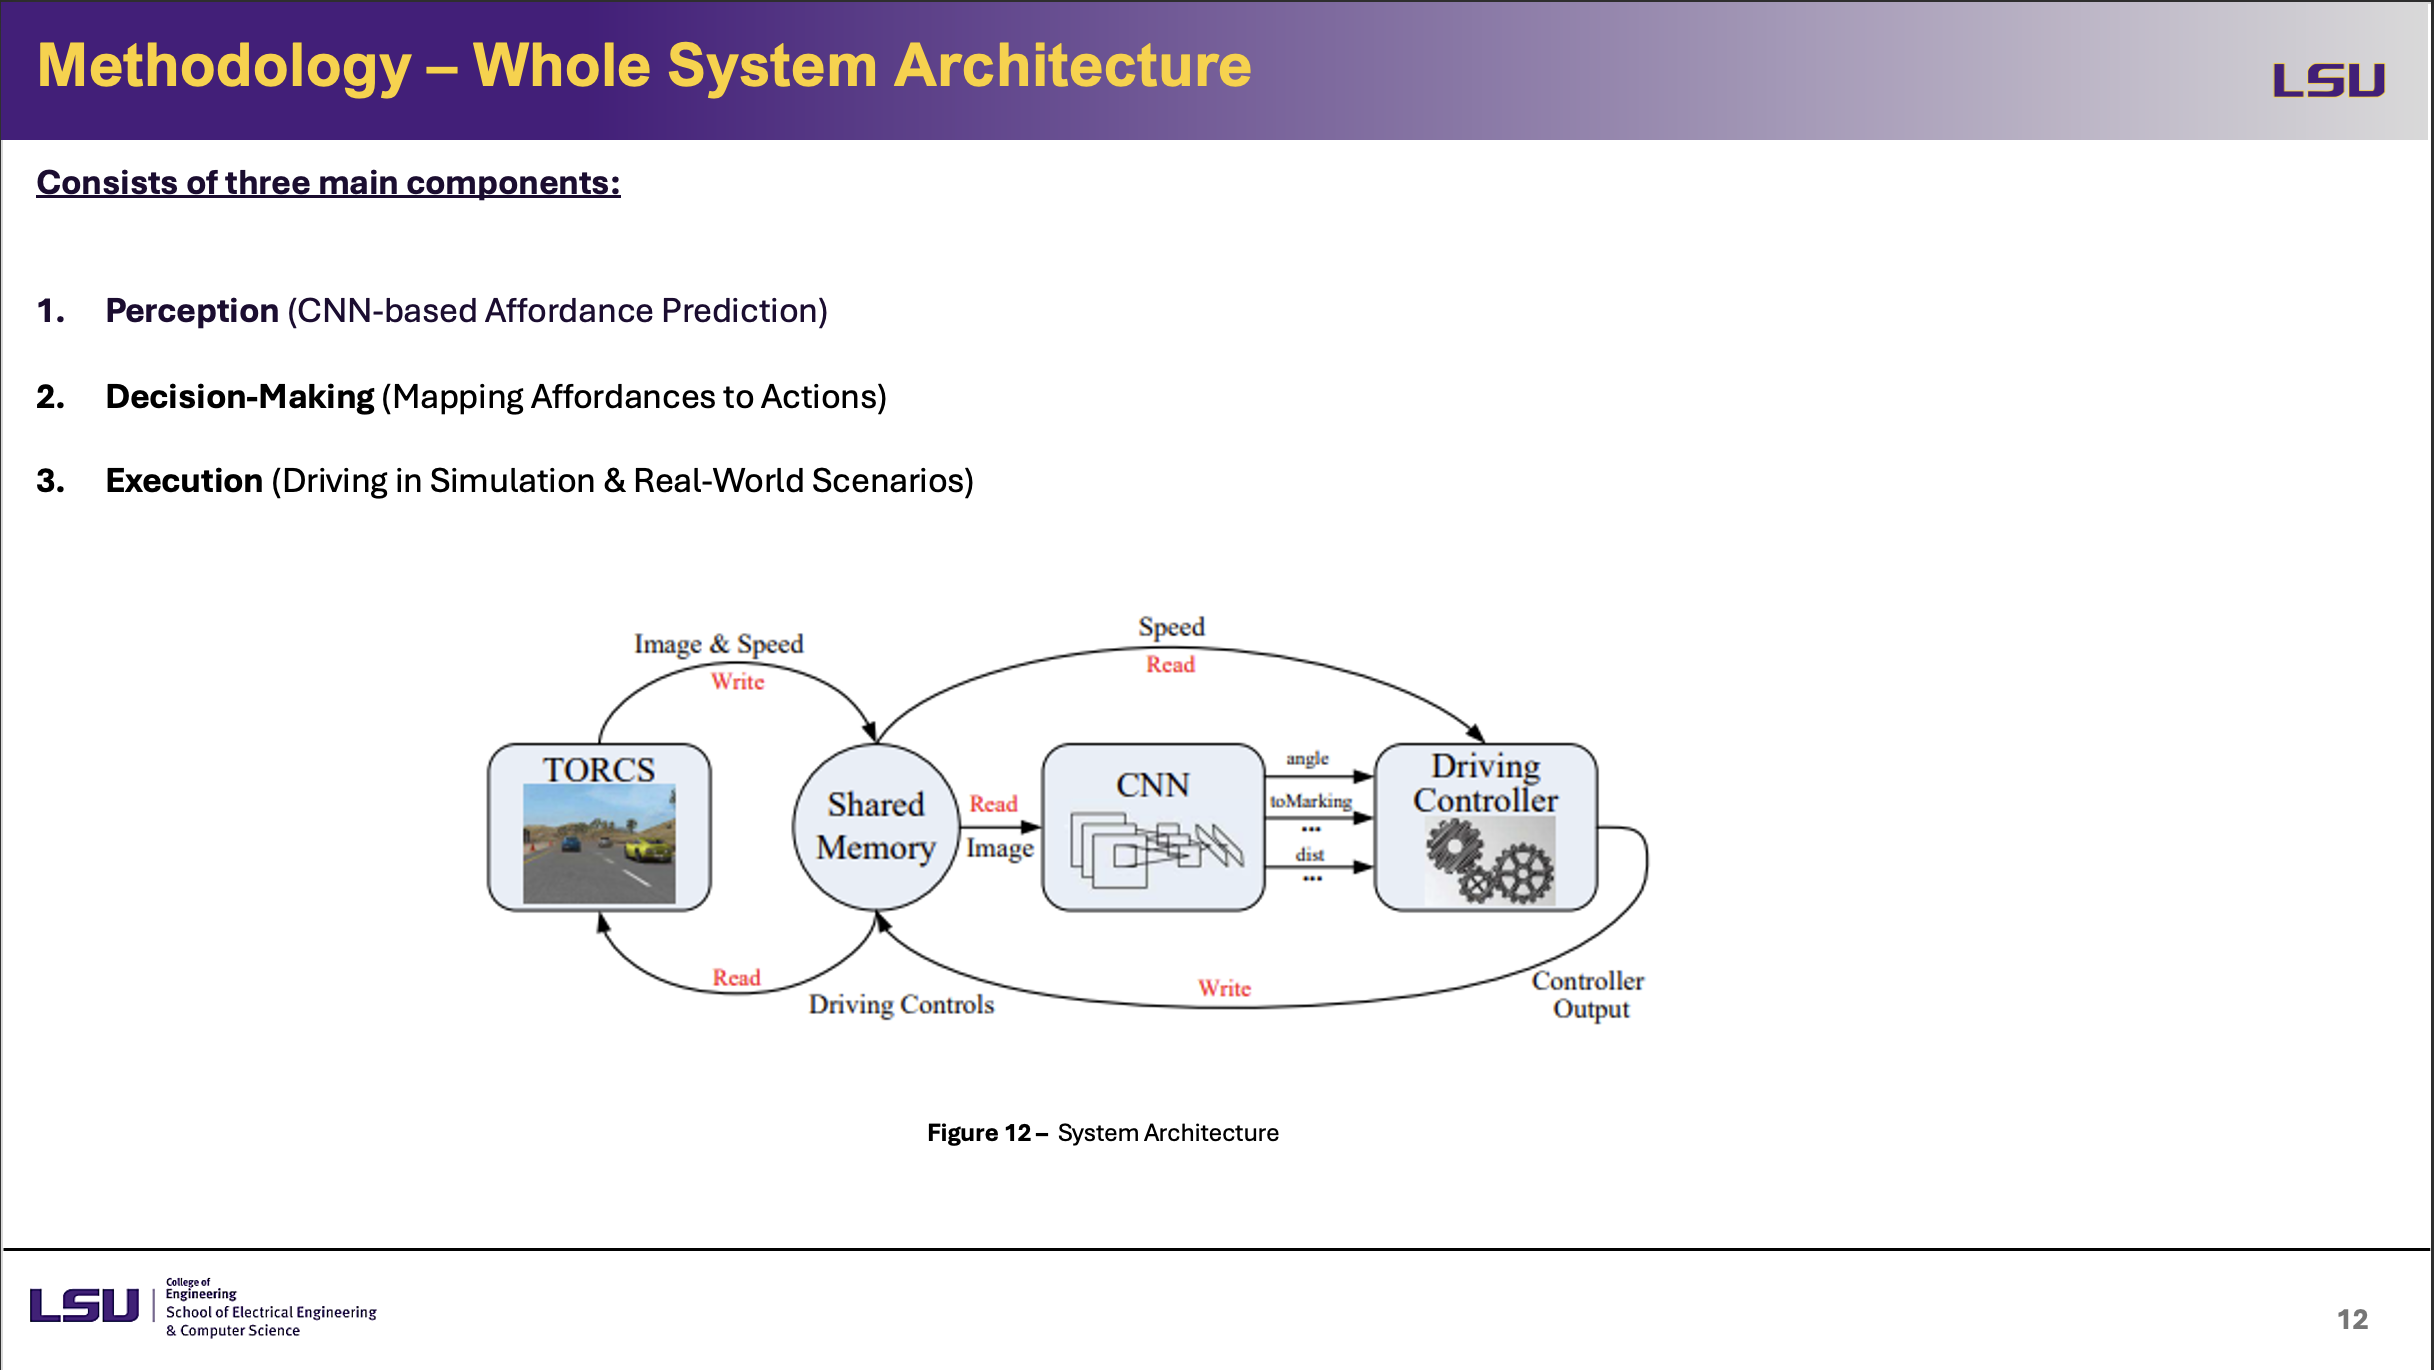 Methodology – Whole System Architecture
LSU
Consists of three main components:
1. Perception (CNN-based Affordance Prediction)
2. Decision-Making (Mapping Affordances to Actions)
3. Execution (Driving in Simulation & Real-World Scenarios)
Image & Speed
Write
Speed
Read
TORCS
Shared
Memory
Read
Image
CNN
angle
toMarking
...
dist
...
Driving
Controller
Read
Driving Controls
Write
Controller
Output
Figure 12 – System Architecture
LSU
College of
Engineering
School of Electrical Engineering
& Computer Science
12